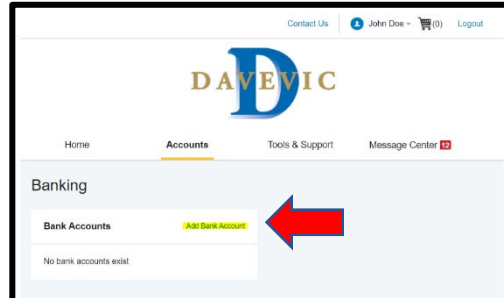 Contact Us John Doe (0) Logout
DAVEVIC
D
Home Accounts Tools & Support Message Center 12
Banking
Bank Accounts Add Bank Account
No bank accounts exist